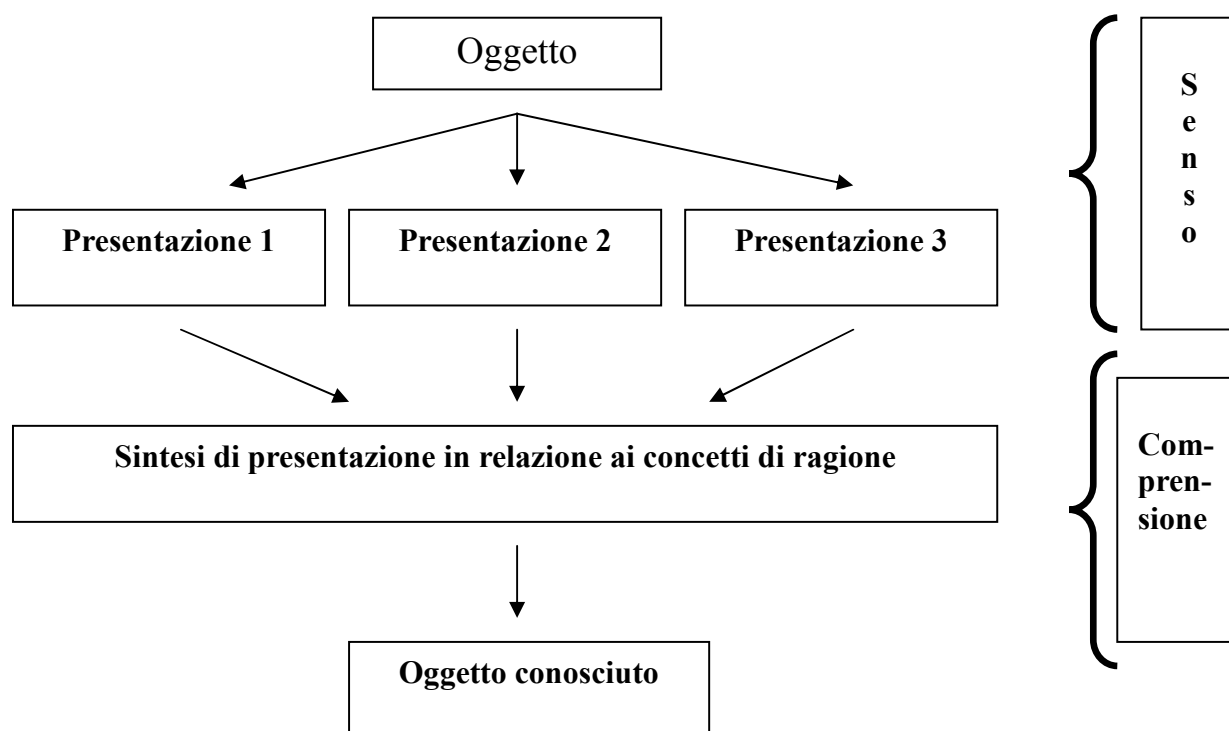 Oggetto
S
e
n
s
o
Presentazione 1
Presentazione 2
Presentazione 3
Sintesi di presentazione in relazione ai concetti di ragione
Com-
pren-
sione
Oggetto conosciuto